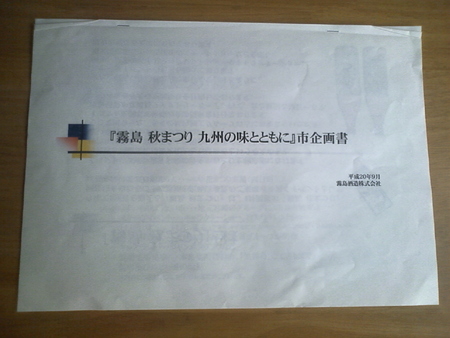 『霧島 秋まつり 九州の味とともに』市企画書
平成20年9月
霧島酒造株式会社